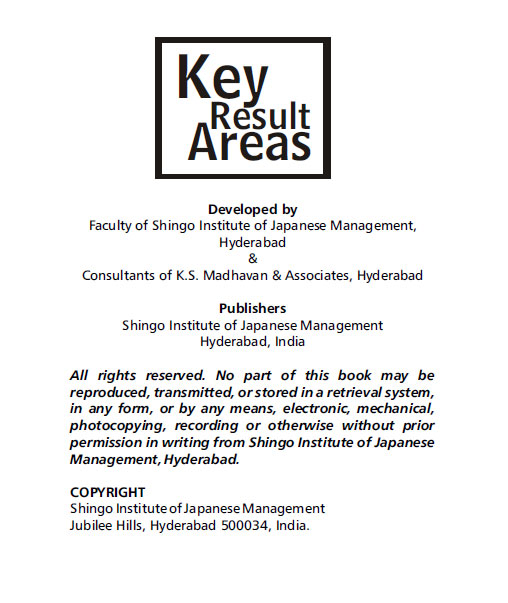 Key
Result
Areas
Developed by
Faculty of Shingo Institute of Japanese Management,
Hyderabad
&
Consultants of K.S. Madhavan & Associates, Hyderabad
Publishers
Shingo Institute of Japanese Management
Hyderabad, India
All rights reserved. No part of this book may be
reproduced, transmitted, or stored in a retrieval system,
in any form, or by any means, electronic, mechanical,
photocopying, recording or otherwise without prior
permission in writing from Shingo Institute of Japanese
Management, Hyderabad.
COPYRIGHT
Shingo Institute of Japanese Management
Jubilee Hills, Hyderabad 500034, India.